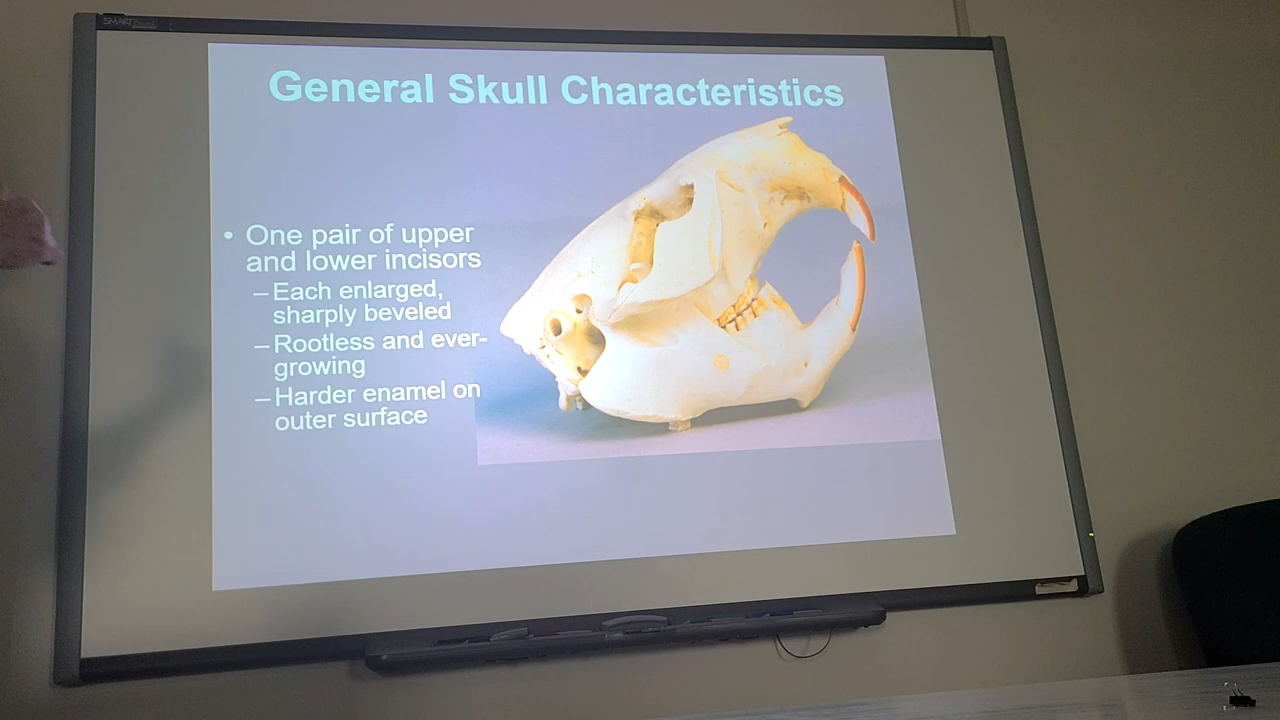 SMART
General Skull Characteristics
• One pair of upper
and lower incisors
– Each enlarged,
sharply beveled
– Rootless and ever-
growing
– Harder enamel on
outer surface